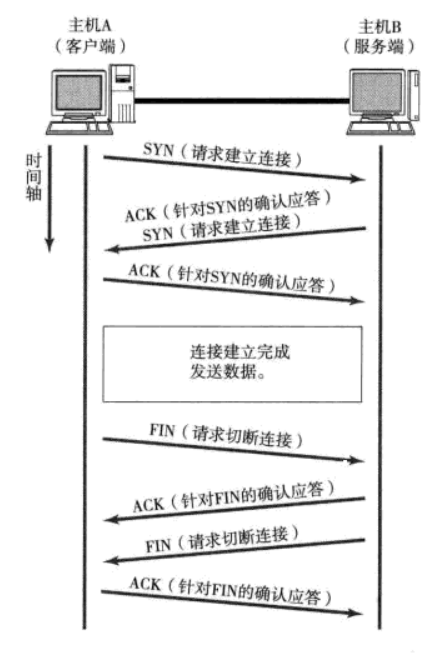 主机A
（客户端）
主机B
（服务端）
时间轴
SYN（请求建立连接）
ACK（针对SYN的确认应答）
SYN（请求建立连接）
ACK（针对SYN的确认应答）
连接建立完成
发送数据。
FIN（请求切断连接）
ACK（针对FIN的确认应答）
FIN（请求切断连接）
ACK（针对FIN的确认应答）